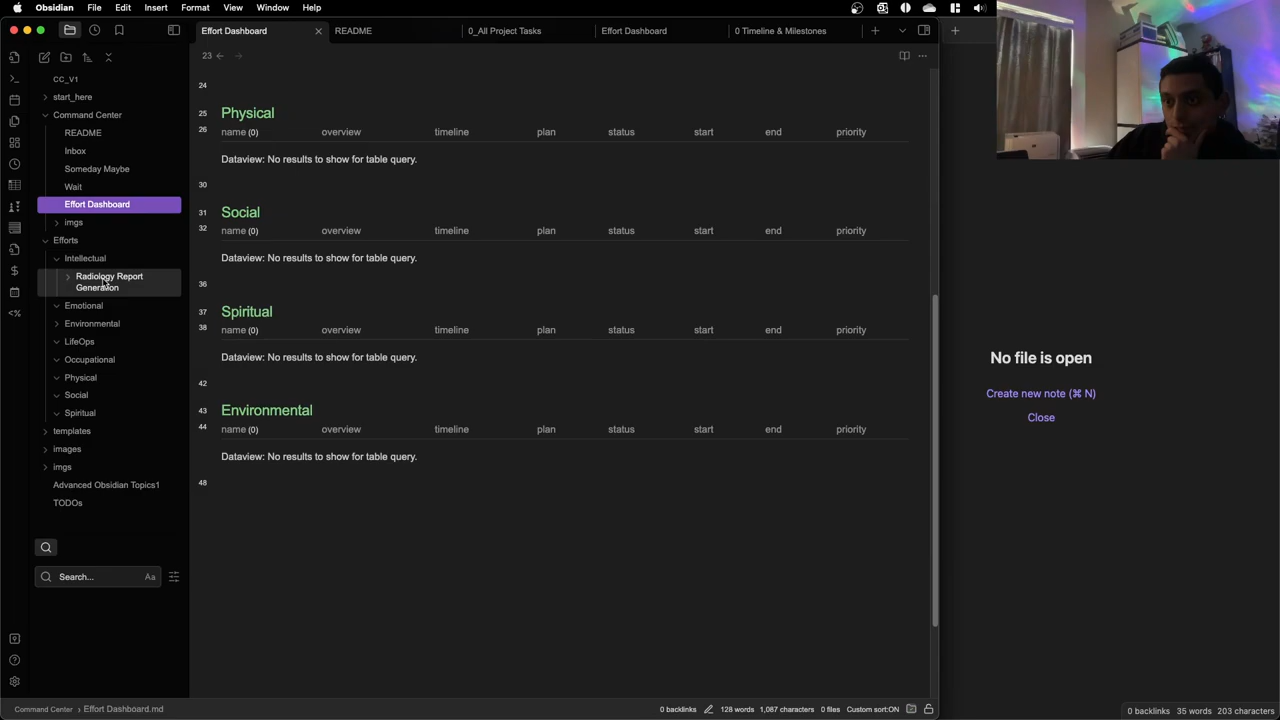 Obsidian File Edit Insert Format View Window Help
Effort Dashboard README 0_All Project Tasks Effort Dashboard 0 Timeline & Milestones
23
CC_V1
start_here
Command Center
README
Inbox
Someday Maybe
Wait
Effort Dashboard
imgs
Efforts
Intellectual
Radiology Report
Generation
Emotional
Environmental
LifeOps
Occupational
Physical
Social
Spiritual
templates
images
imgs
Advanced Obsidian Topics1
TODOs
Search... Aa
24
25 Physical
26 name (0) overview timeline plan status start end priority
Dataview: No results to show for table query.
30
31 Social
32 name (0) overview timeline plan status start end priority
Dataview: No results to show for table query.
36
37 Spiritual
38 name (0) overview timeline plan status start end priority
Dataview: No results to show for table query.
42
43 Environmental
44 name (0) overview timeline plan status start end priority
Dataview: No results to show for table query.
48
No file is open
Create new note (⌘ N)
Close
Command Center › Effort Dashboard.md 0 backlinks 128 words 1,087 characters 0 files Custom sort:ON
0 backlinks 35 words 203 characters